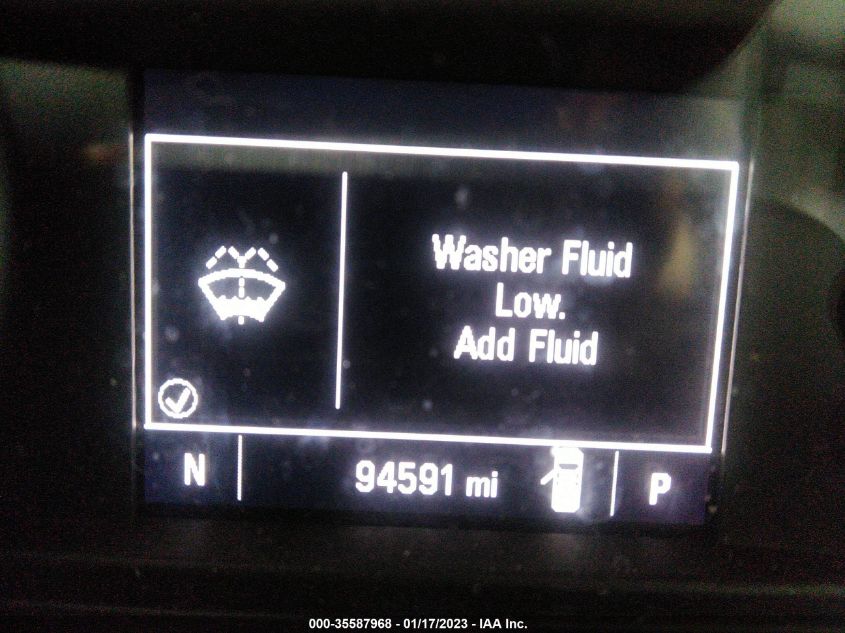 Washer Fluid
Low.
Add Fluid
N 94591 mi P
000-35587968 - 01/17/2023 - IAA Inc.